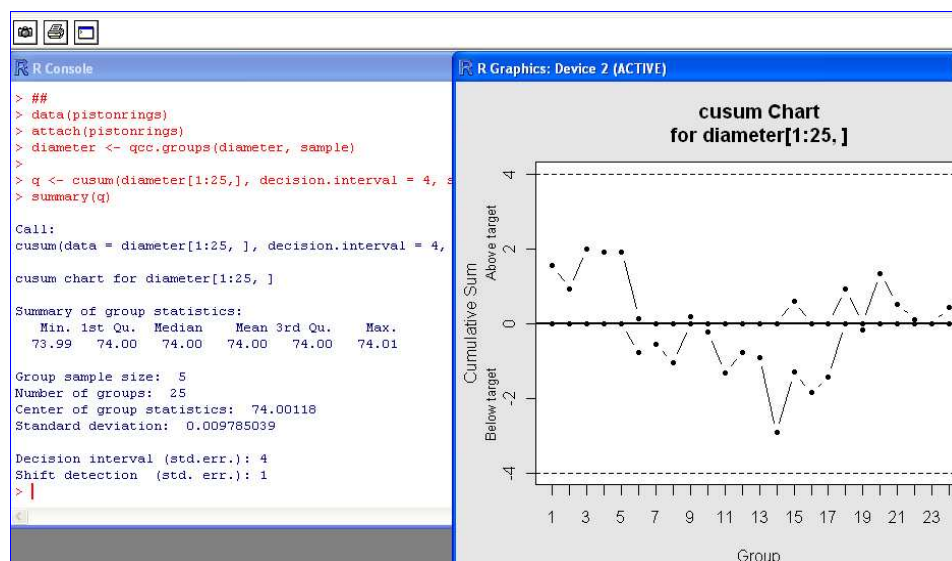 R Console
> ##
> data(pistonrings)
> attach(pistonrings)
> diameter <- qcc.groups(diameter, sample)
>
> q <- cusum(diameter[1:25,], decision.interval = 4, s
> summary(q)
Call:
cusum(data = diameter[1:25, ], decision.interval = 4,
cusum chart for diameter[1:25, ]
Summary of group statistics:
Min. 1st Qu. Median Mean 3rd Qu. Max.
73.99 74.00 74.00 74.00 74.00 74.01
Group sample size: 5
Number of groups: 25
Center of group statistics: 74.00118
Standard deviation: 0.009785039
Decision interval (std.err.): 4
Shift detection (std. err.): 1
>
R Graphics: Device 2 (ACTIVE)
cusum Chart
for diameter[1:25, ]
Cumulative Sum
Above target
Below target
4
2
0
-2
-4
1 3 5 7 9 11 13 15 17 19 21 23
Group